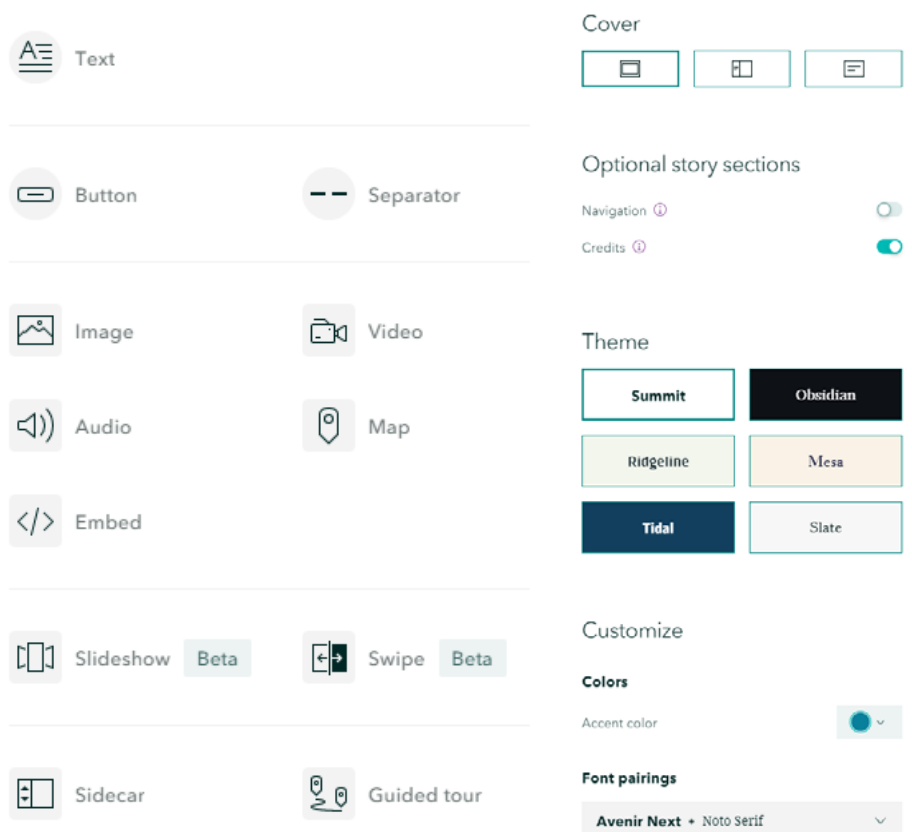 Text
Button
Separator
Image
Video
Audio
Map
Embed
Slideshow Beta
Swipe Beta
Sidecar
Guided tour
Cover
Optional story sections
Navigation
Credits
Theme
Summit
Obsidian
Ridgeline
Mesa
Tidal
Slate
Customize
Colors
Accent color
Font pairings
Avenir Next • Noto Serif